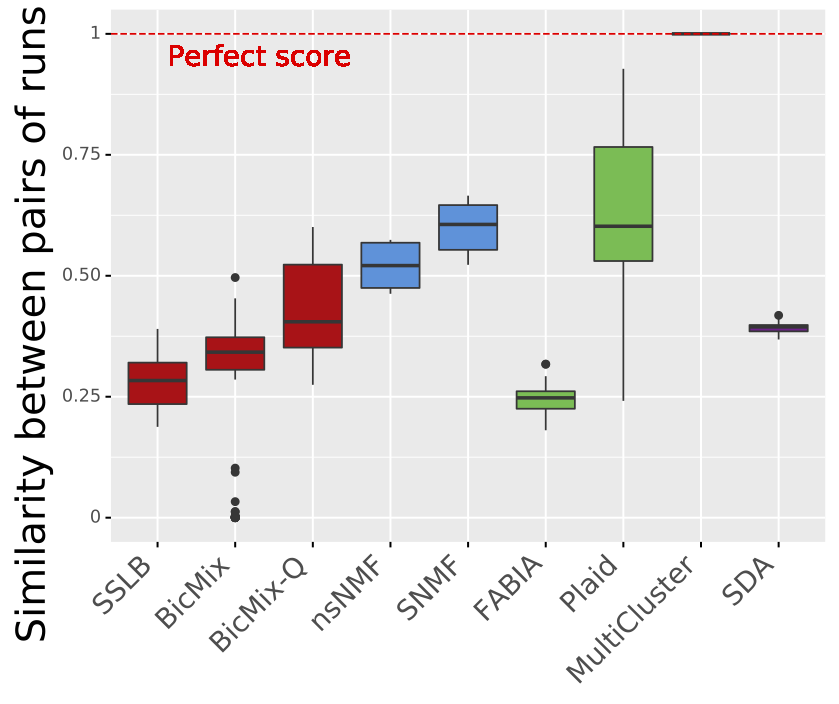 Similarity between pairs of runs
1
0.75
0.50
0.25
0
Perfect score
SSLB
BicMix
BicMix-Q
nsNMF
SNMF
FABIA
Plaid
MultiCluster
SDA